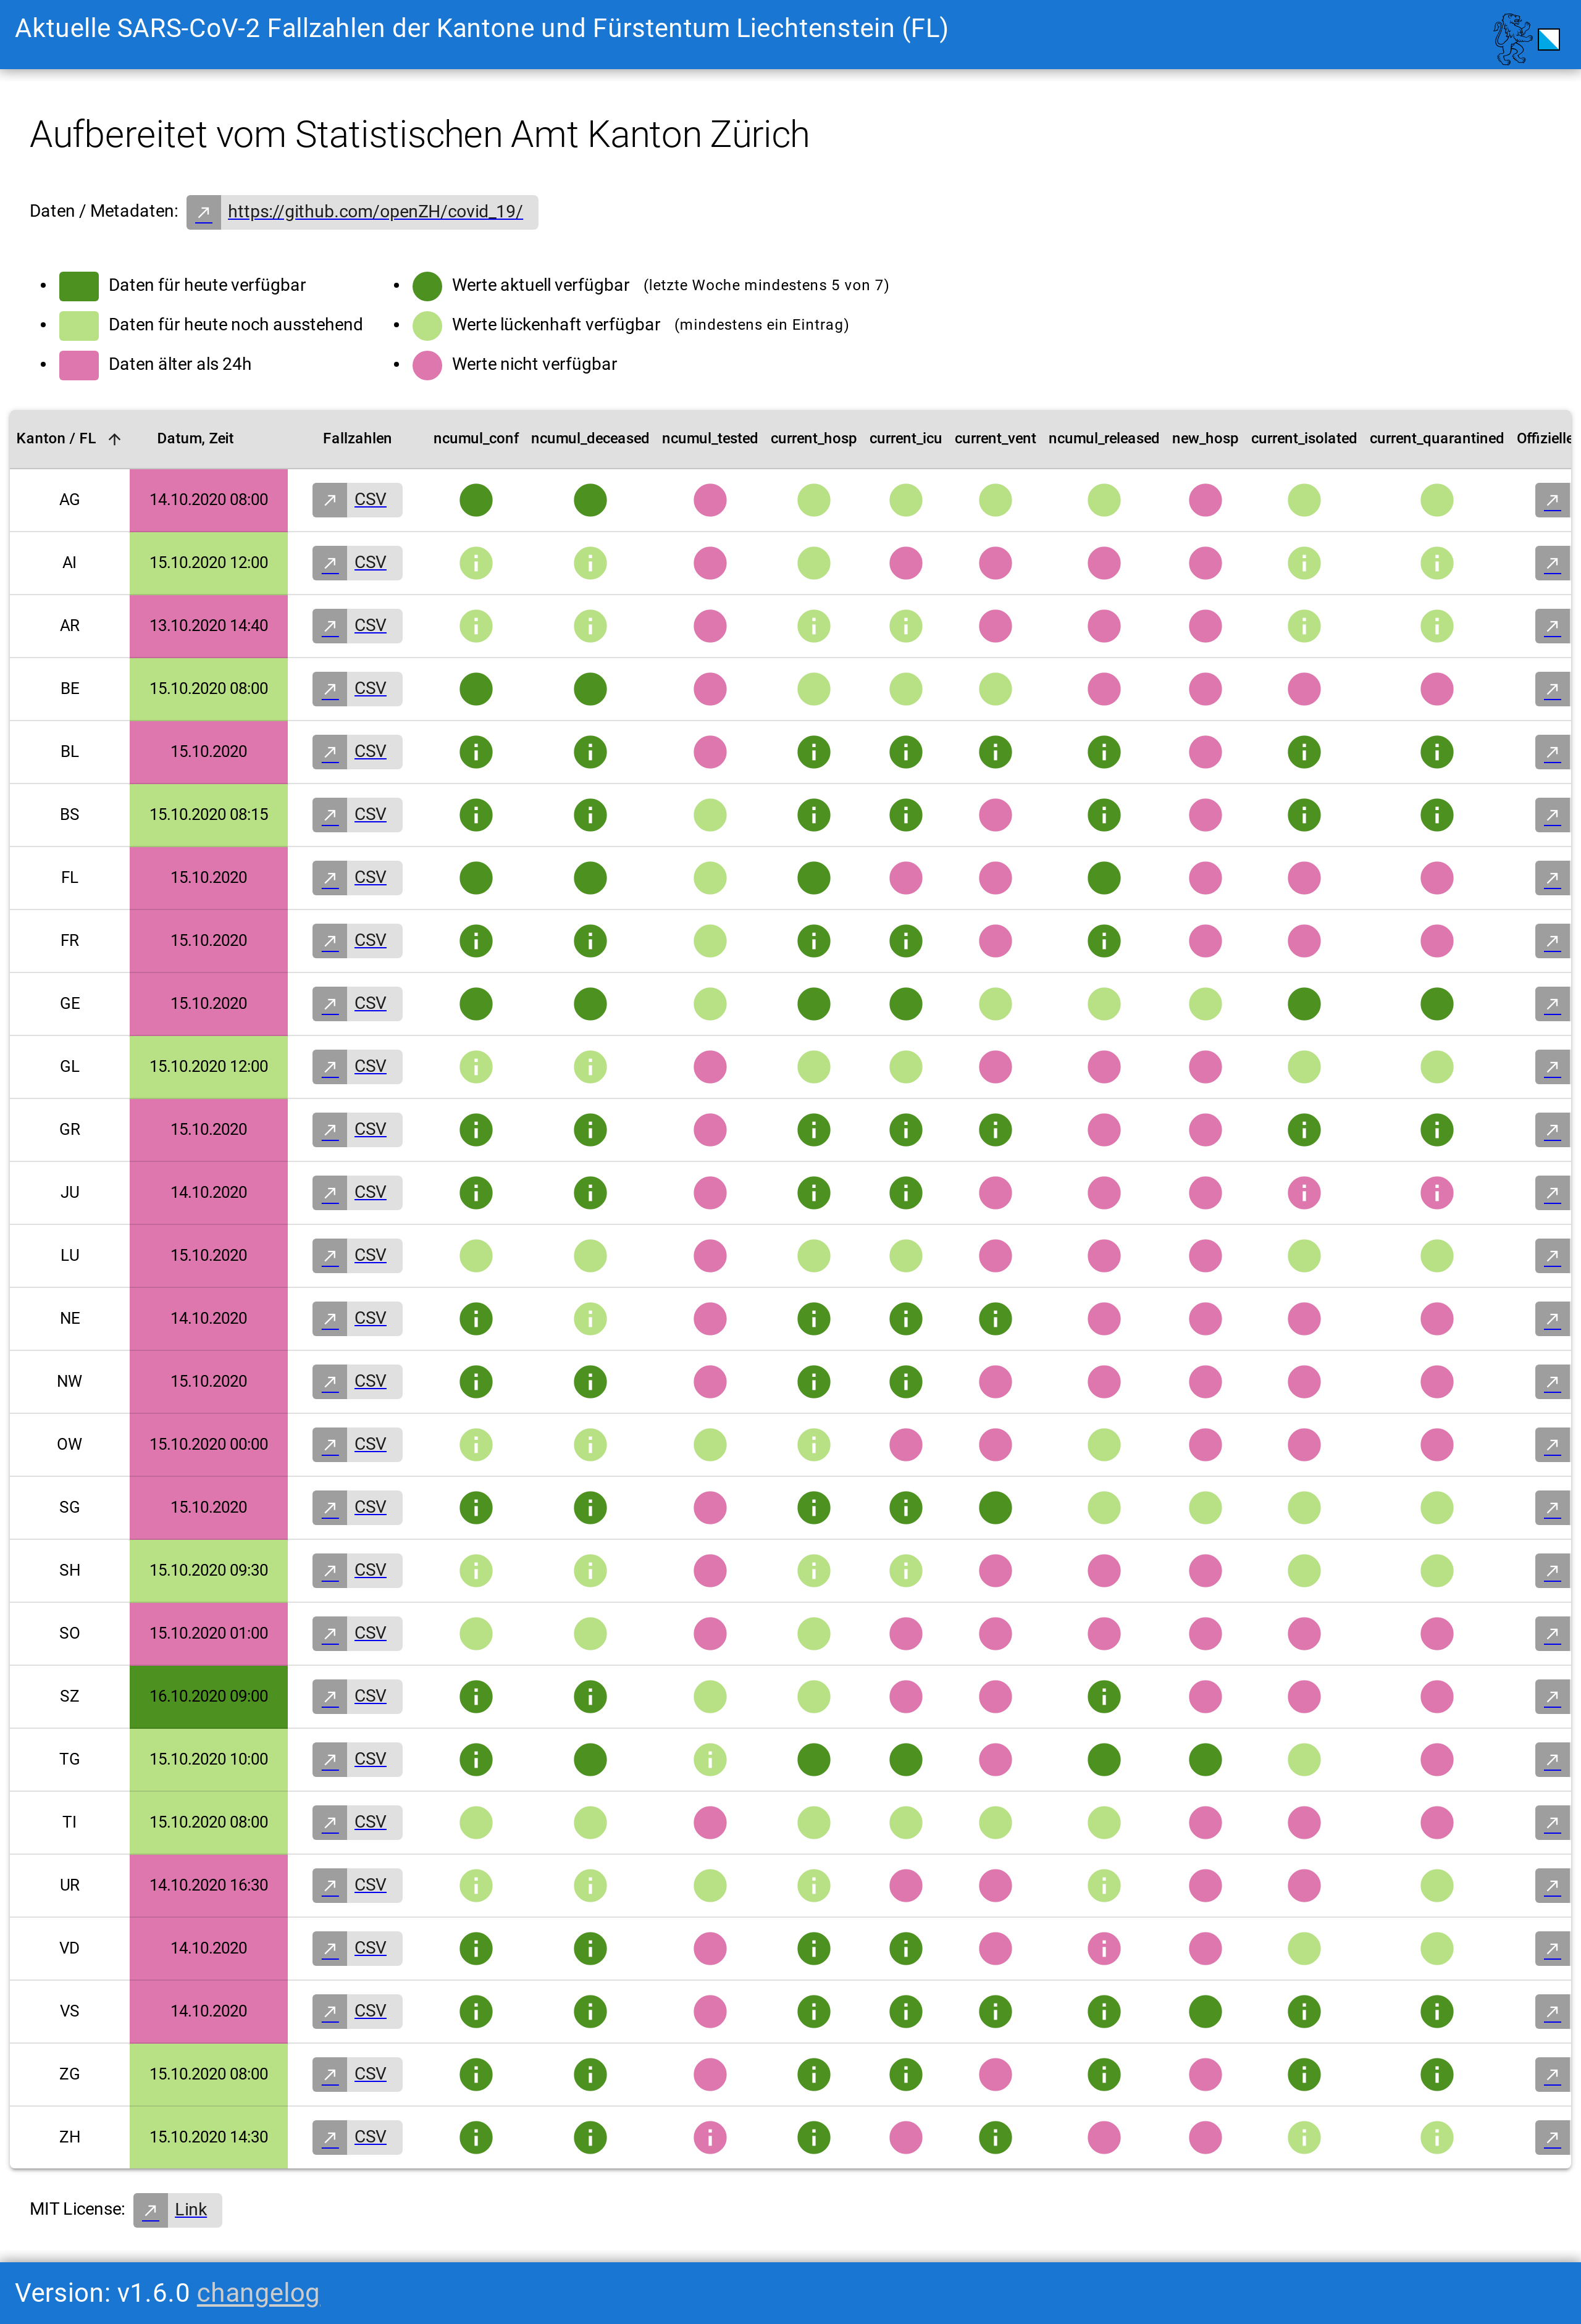 Aktuelle SARS-CoV-2 Fallzahlen der Kantone und Fürstentum Liechtenstein (FL)
Aufbereitet vom Statistischen Amt Kanton Zürich
Daten / Metadaten: https://github.com/openZH/covid_19/
Daten für heute verfügbar
Daten für heute noch ausstehend
Daten älter als 24h
Werte aktuell verfügbar (letzte Woche mindestens 5 von 7)
Werte lückenhaft verfügbar (mindestens ein Eintrag)
Werte nicht verfügbar
Kanton / FL Datum, Zeit Fallzahlen ncumul_conf ncumul_deceased ncumul_tested current_hosp current_icu current_vent ncumul_released new_hosp current_isolated current_quarantined Offizielle
AG 14.10.2020 08:00 CSV
AI 15.10.2020 12:00 CSV
AR 13.10.2020 14:40 CSV
BE 15.10.2020 08:00 CSV
BL 15.10.2020 CSV
BS 15.10.2020 08:15 CSV
FL 15.10.2020 CSV
FR 15.10.2020 CSV
GE 15.10.2020 CSV
GL 15.10.2020 12:00 CSV
GR 15.10.2020 CSV
JU 14.10.2020 CSV
LU 15.10.2020 CSV
NE 14.10.2020 CSV
NW 15.10.2020 CSV
OW 15.10.2020 00:00 CSV
SG 15.10.2020 CSV
SH 15.10.2020 09:30 CSV
SO 15.10.2020 01:00 CSV
SZ 16.10.2020 09:00 CSV
TG 15.10.2020 10:00 CSV
TI 15.10.2020 08:00 CSV
UR 14.10.2020 16:30 CSV
VD 14.10.2020 CSV
VS 14.10.2020 CSV
ZG 15.10.2020 08:00 CSV
ZH 15.10.2020 14:30 CSV
MIT License: Link
Version: v1.6.0 changelog